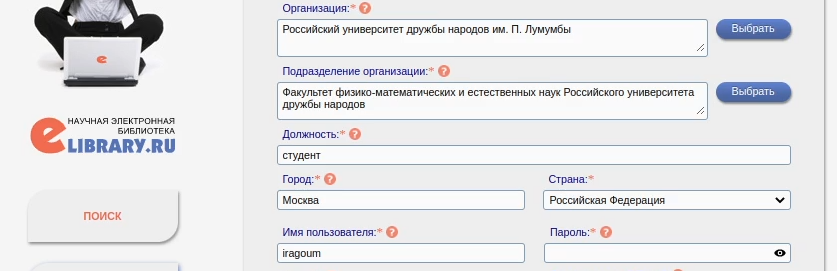 Организация:* ?
Российский университет дружбы народов им. П. Лумумбы
Выбрать
Подразделение организации:* ?
Факультет физико-математических и естественных наук Российского университета
дружбы народов
Выбрать
НАУЧНАЯ ЭЛЕКТРОННАЯ
БИБЛИОТЕКА
eLIBRARY.RU
Должность:* ?
студент
Город:* ?
Страна:*
Москва
Российская Федерация
ПОИСК
Имя пользователя:* ?
Пароль:* ?
iragoum